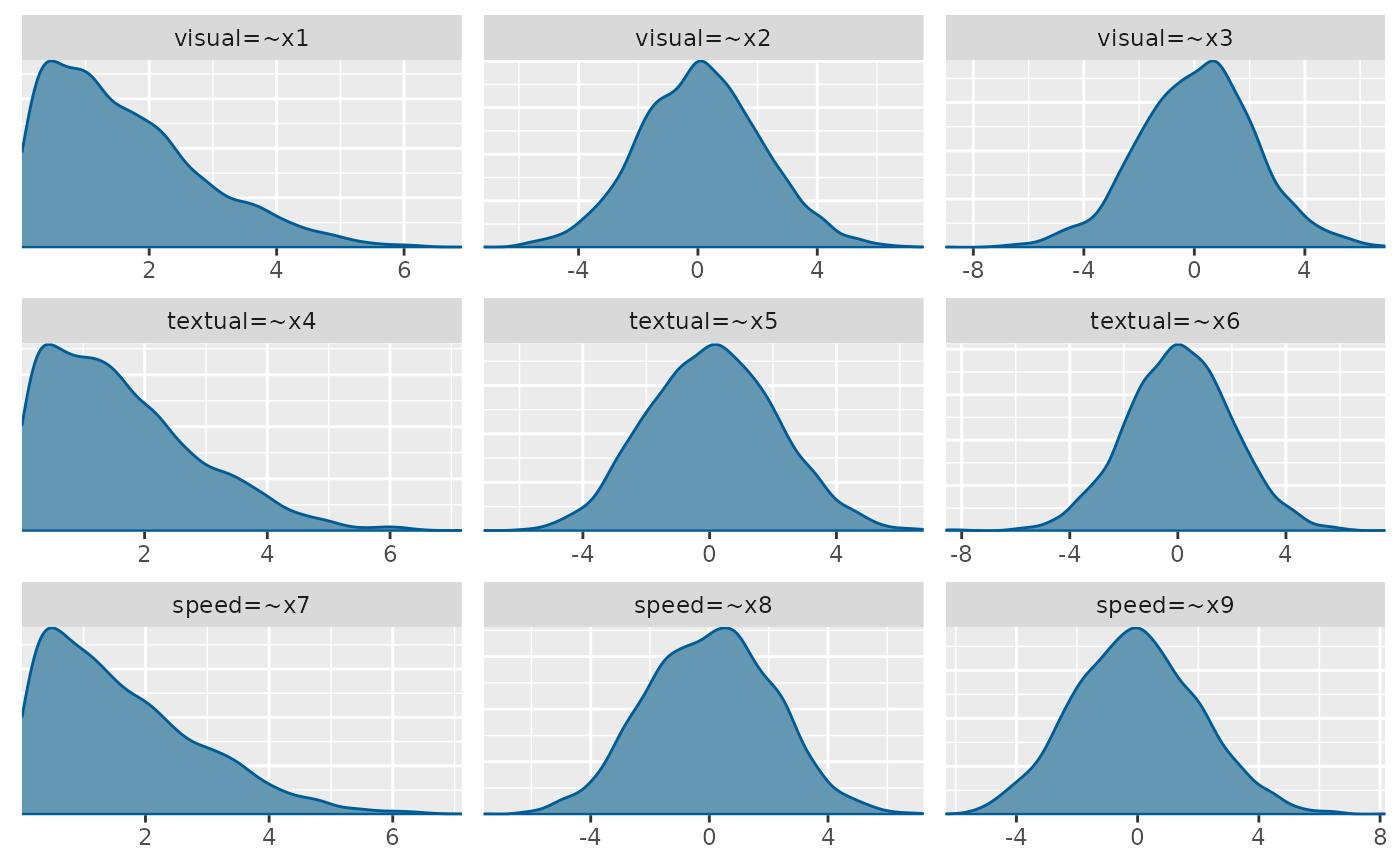 visual=~x1 visual=~x2 visual=~x3
2 4 6 -4 0 4 -8 -4 0 4
textual=~x4 textual=~x5 textual=~x6
2 4 6 -4 0 4 -8 -4 0 4
speed=~x7 speed=~x8 speed=~x9
2 4 6 -4 0 4 -4 0 4 8